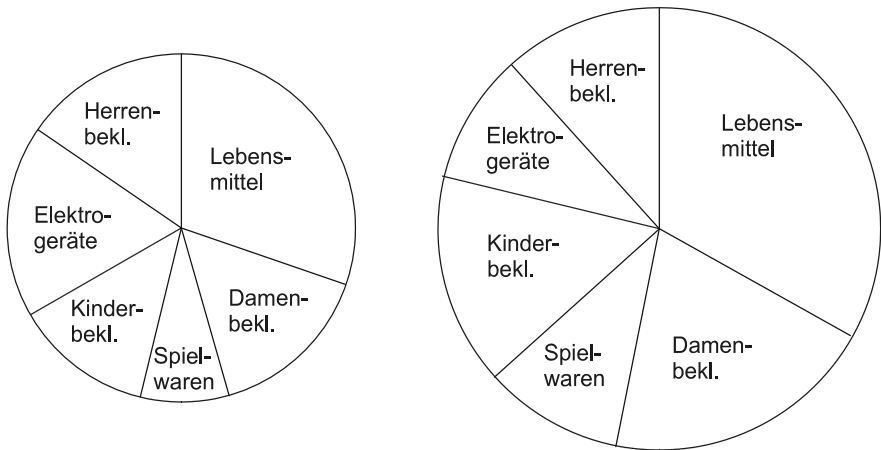 Herren-
bekl.
Lebens-
mittel
Elektro-
geräte
Kinder-
bekl.
Damen-
bekl.
Spiel-
waren
Herren-
bekl.
Lebens-
mittel
Elektro-
geräte
Kinder-
bekl.
Spiel-
waren
Damen-
bekl.